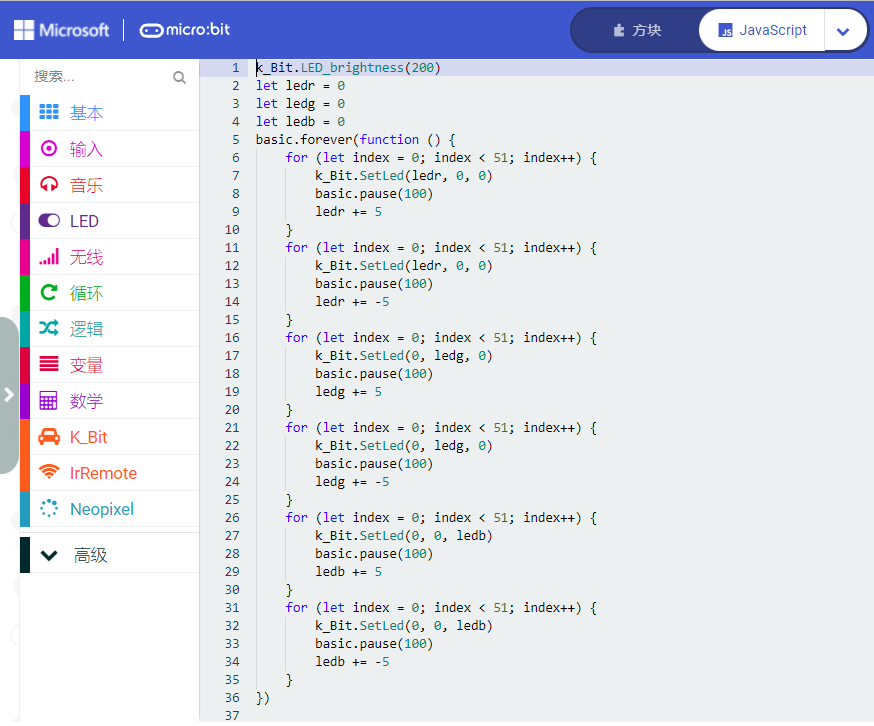 Microsoft micro:bit 方块 JavaScript
搜索...
基本
输入
音乐
LED
无线
循环
逻辑
变量
数学
K_Bit
IrRemote
Neopixel
高级
1 k_Bit.LED_brightness(200)
2 let ledr = 0
3 let ledg = 0
4 let ledb = 0
5 basic.forever(function () {
6     for (let index = 0; index < 51; index++) {
7         k_Bit.SetLed(ledr, 0, 0)
8         basic.pause(100)
9         ledr += 5
10     }
11     for (let index = 0; index < 51; index++) {
12         k_Bit.SetLed(ledr, 0, 0)
13         basic.pause(100)
14         ledr += -5
15     }
16     for (let index = 0; index < 51; index++) {
17         k_Bit.SetLed(0, ledg, 0)
18         basic.pause(100)
19         ledg += 5
20     }
21     for (let index = 0; index < 51; index++) {
22         k_Bit.SetLed(0, ledg, 0)
23         basic.pause(100)
24         ledg += -5
25     }
26     for (let index = 0; index < 51; index++) {
27         k_Bit.SetLed(0, 0, ledb)
28         basic.pause(100)
29         ledb += 5
30     }
31     for (let index = 0; index < 51; index++) {
32         k_Bit.SetLed(0, 0, ledb)
33         basic.pause(100)
34         ledb += -5
35     }
36 })
37